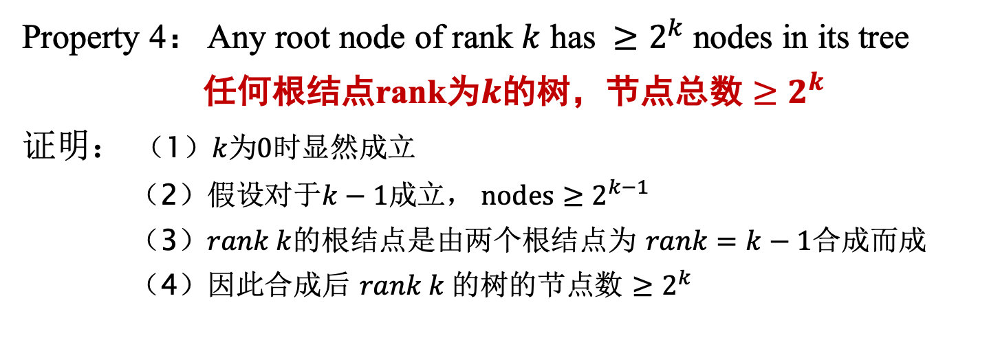 Property 4： Any root node of rank k has ≥ 2^k nodes in its tree
任何根结点rank为k的树，节点总数 ≥ 2^k
证明： （1）k为0时显然成立
（2）假设对于k − 1成立， nodes ≥ 2^{k−1}
（3）rank k的根结点是由两个根结点为 rank = k − 1合成而成
（4）因此合成后 rank k 的树的节点数 ≥ 2^k